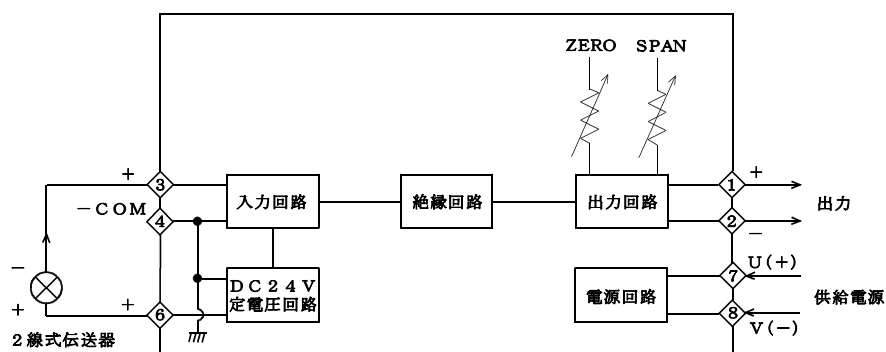 ZERO SPAN
+
3
−COM
4
入力回路
絶縁回路
出力回路
+
1
2
−
出力
−
+
2線式伝送器
+
6
DC24V
定電圧回路
電源回路
7
U(+)
8
V(−)
供給電源